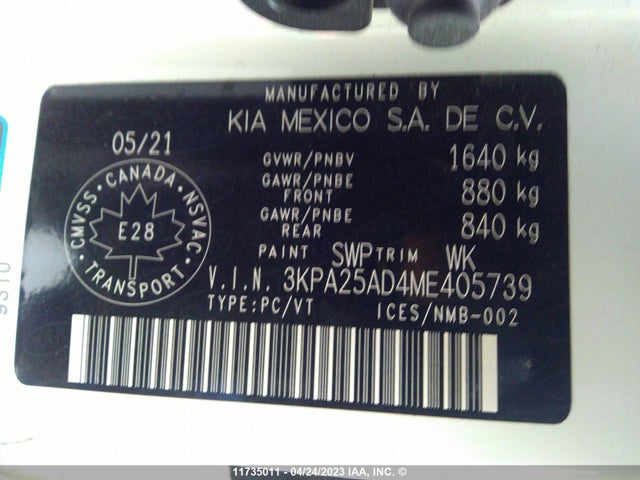 MANUFACTURED BY
KIA MEXICO S.A. DE C.V.
05/21
GVWR/PNBV 1640 kg
GAWR/PNBE FRONT 880 kg
GAWR/PNBE REAR 840 kg
CMVSS · CANADA · NSVAC · TRANSPORT ·
E28
PAINT SWP TRIM WK
V.I.N. 3KPA25AD4ME405739
TYPE:PC/VT ICES/NMB-002
9310
11735011 - 04/24/2023 IAA, INC. ©